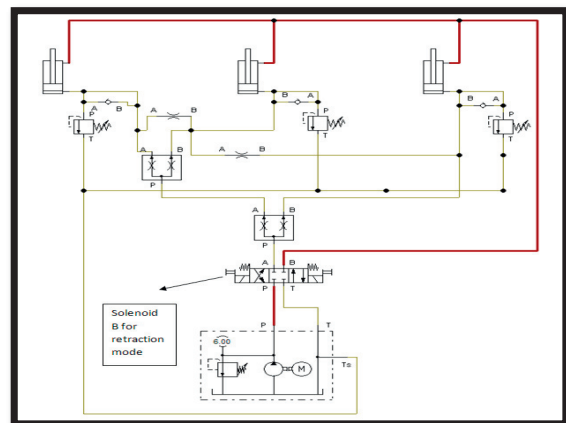 P
B A
P
B A
P
A B
A B
T
T
T
A B
A B
P
A B
P
A B
P T
Solenoid
B for
retraction
mode
P T
6.00
M
Ts